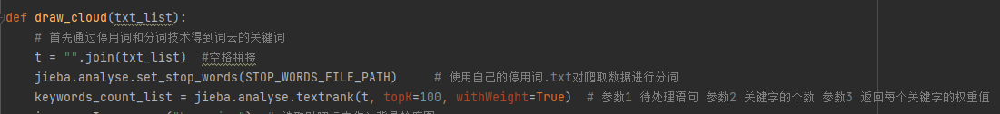 def draw_cloud(txt_list):
# 首先通过停用词和分词技术得到词云的关键词
t = "".join(txt_list)  #空格拼接
jieba.analyse.set_stop_words(STOP_WORDS_FILE_PATH)     # 使用自己的停用词.txt对爬取数据进行分词
keywords_count_list = jieba.analyse.textrank(t, topK=100, withWeight=True)  # 参数1 待处理语句 参数2 关键字的个数 参数3 返回每个关键字的权重值